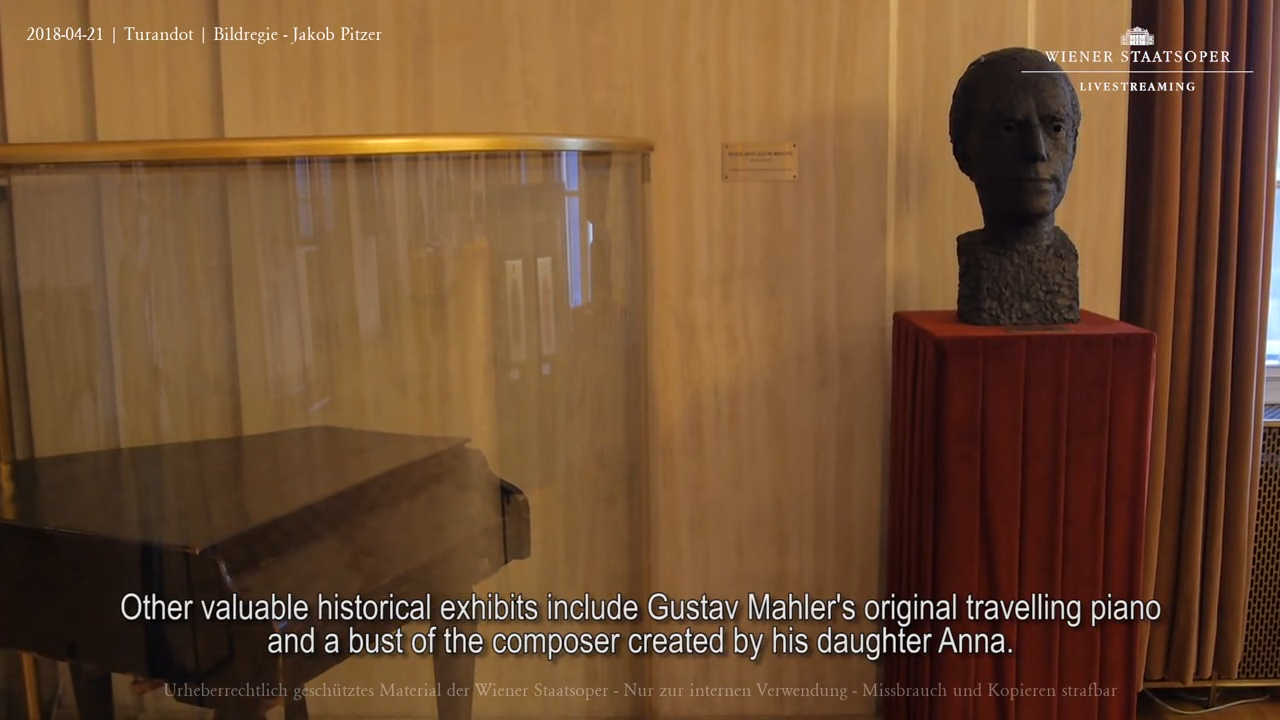 2018-04-21 | Turandot | Bildregie - Jakob Pitzer
WIENER STAATSOPER
LIVESTREAMING
Other valuable historical exhibits include Gustav Mahler's original travelling piano
and a bust of the composer created by his daughter Anna.
Urheberrechtlich geschütztes Material der Wiener Staatsoper - Nur zur internen Verwendung - Missbrauch und Kopieren strafbar